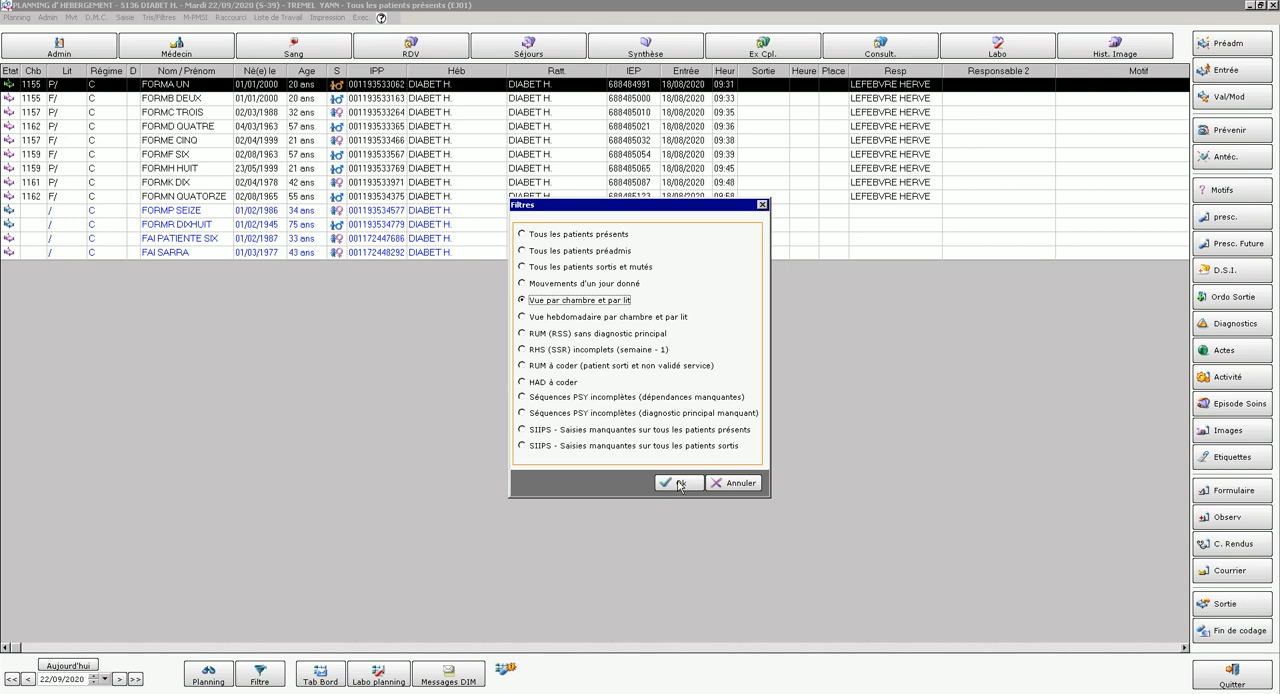 PLANNING d' HEBERGEMENT - 5136 DIABET H. - Mardi 22/09/2020 (S-39) - TREMEL YANN - Tous les patients présents (EJ01)
Planning Admin Mvt D.M.C. Saisie Tris/Filtres M-PMSI Raccourci Liste de Travail Impression Exec. ?
Admin Médecin Sang RDV Séjours Synthèse Ex Cpl. Consult. Labo Hist. Image
Etat Chb Lit Régime D Nom / Prénom Né(e) le Age S IPP Héb Ratt. IEP Entrée Heur Sortie Heure Place Resp Responsable 2 Motif
1155 P/ C FORMA UN 01/01/2000 20 ans 001193533062 DIABET H. DIABET H. 688484991 18/08/2020 09:31 LEFEBVRE HERVE
1155 P/ C FORMB DEUX 01/01/2000 20 ans 001193533163 DIABET H. DIABET H. 688485000 18/08/2020 09:33 LEFEBVRE HERVE
1157 P/ C FORMC TROIS 02/03/1988 32 ans 001193533264 DIABET H. DIABET H. 688485010 18/08/2020 09:35 LEFEBVRE HERVE
1162 P/ C FORMD QUATRE 04/03/1963 57 ans 001193533365 DIABET H. DIABET H. 688485021 18/08/2020 09:36 LEFEBVRE HERVE
1157 P/ C FORME CINQ 02/04/1999 21 ans 001193533466 DIABET H. DIABET H. 688485032 18/08/2020 09:38 LEFEBVRE HERVE
1159 P/ C FORMF SIX 02/08/1963 57 ans 001193533567 DIABET H. DIABET H. 688485054 18/08/2020 09:39 LEFEBVRE HERVE
1159 P/ C FORMH HUIT 23/05/1999 21 ans 001193533769 DIABET H. DIABET H. 688485065 18/08/2020 09:45 LEFEBVRE HERVE
1161 F/ C FORMK DIX 02/04/1978 42 ans 001193533971 DIABET H. DIABET H. 688485087 18/08/2020 09:48 LEFEBVRE HERVE
1162 F/ C FORMN QUATORZE 02/08/1965 55 ans 001193534375 DIABET H. DIABET H. 688485123 18/08/2020 09:58 LEFEBVRE HERVE
/ C FORMP SEIZE 01/02/1986 34 ans 001193534577 DIABET H.
/ C FORMR DIXHUIT 01/02/1945 75 ans 001193534779 DIABET H.
/ C FAI PATIENTE SIX 01/02/1987 33 ans 001172447686 DIABET H.
/ C FAI SARRA 01/03/1977 43 ans 001172448292 DIABET H.
Filtres
Tous les patients présents
Tous les patients préadmis
Tous les patients sortis et mutés
Mouvements d'un jour donné
Vue par chambre et par lit
Vue hebdomadaire par chambre et par lit
RUM (RSS) sans diagnostic principal
RHS (SSR) incomplets (semaine - 1)
RUM à coder (patient sorti et non validé service)
HAD à coder
Séquences PSY incomplètes (dépendances manquantes)
Séquences PSY incomplètes (diagnostic principal manquant)
SIIPS - Saisies manquantes sur tous les patients présents
SIIPS - Saisies manquantes sur tous les patients sortis
Annuler
Préadm
Entrée
Val/Mod
Prévenir
Antéc.
Motifs
presc.
Presc. Future
D.S.I.
Ordo Sortie
Diagnostics
Actes
Activité
Episode Soins
Images
Etiquettes
Formulaire
Observ
C. Rendus
Courrier
Sortie
Fin de codage
Quitter
Aujourd'hui
<< < 22/09/2020 > >>
Planning Filtre Tab Bord Labo planning Messages DIM